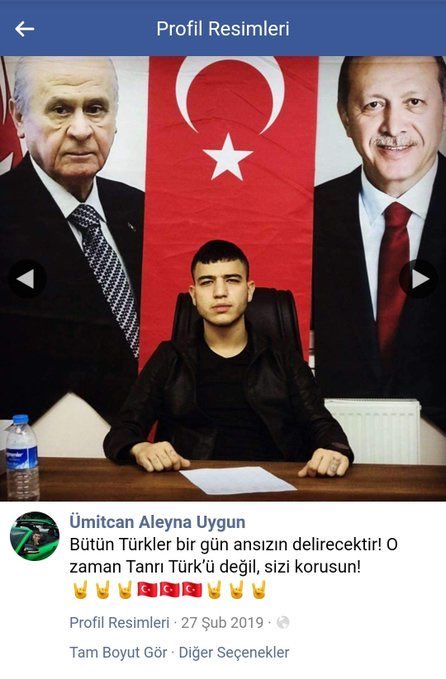 Profil Resimleri
Ümitcan Aleyna Uygun
Bütün Türkler bir gün ansızın delirecektir! O
zaman Tanrı Türk’ü değil, sizi korusun!
🤘🤘🤘🇹🇷🇹🇷🇹🇷🤘🤘🤘
Profil Resimleri · 27 Şub 2019 ·
Tam Boyut Gör · Diğer Seçenekler